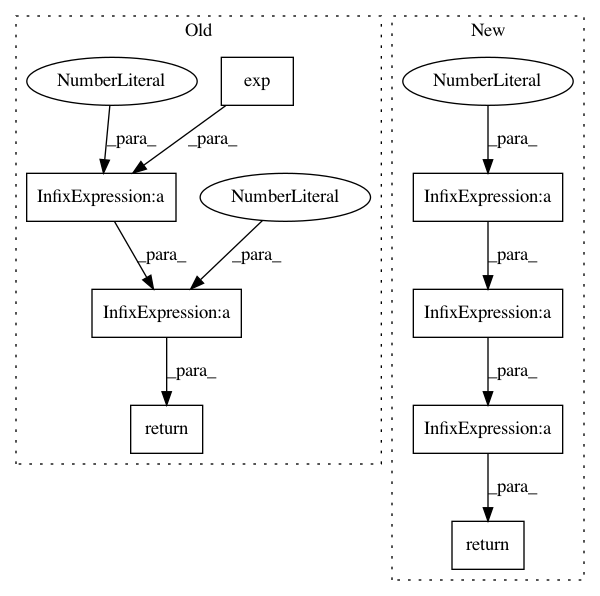 Old
New
NumberLiteral
exp
NumberLiteral
_para_
_para_
_para_
InfixExpression:a
NumberLiteral
InfixExpression:a
_para_
_para_
_para_
InfixExpression:a
InfixExpression:a
_para_
_para_
return
InfixExpression:a
_para_
return